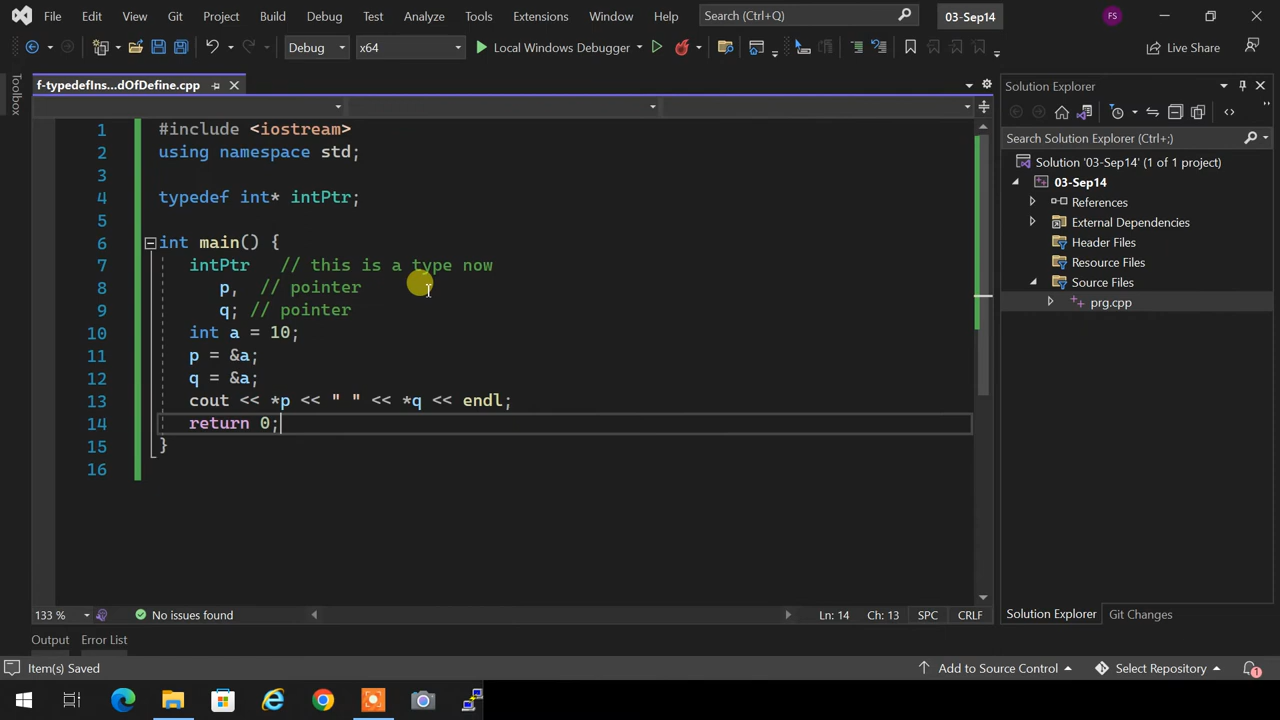 File Edit View Git Project Build Debug Test Analyze Tools Extensions Window Help Search (Ctrl+Q) 03-Sep14 FS
Debug x64 Local Windows Debugger Live Share
f-typedefIns...dOfDefine.cpp
Toolbox
1 #include <iostream>
2 using namespace std;
3
4 typedef int* intPtr;
5
6 int main() {
7 intPtr // this is a type now
8 p, // pointer
9 q; // pointer
10 int a = 10;
11 p = &a;
12 q = &a;
13 cout << *p << " " << *q << endl;
14 return 0;
15 }
16
133 % No issues found Ln: 14 Ch: 13 SPC CRLF
Solution Explorer
Search Solution Explorer (Ctrl+;)
Solution '03-Sep14' (1 of 1 project)
03-Sep14
References
External Dependencies
Header Files
Resource Files
Source Files
prg.cpp
Solution Explorer Git Changes
Output Error List
Item(s) Saved Add to Source Control Select Repository 1